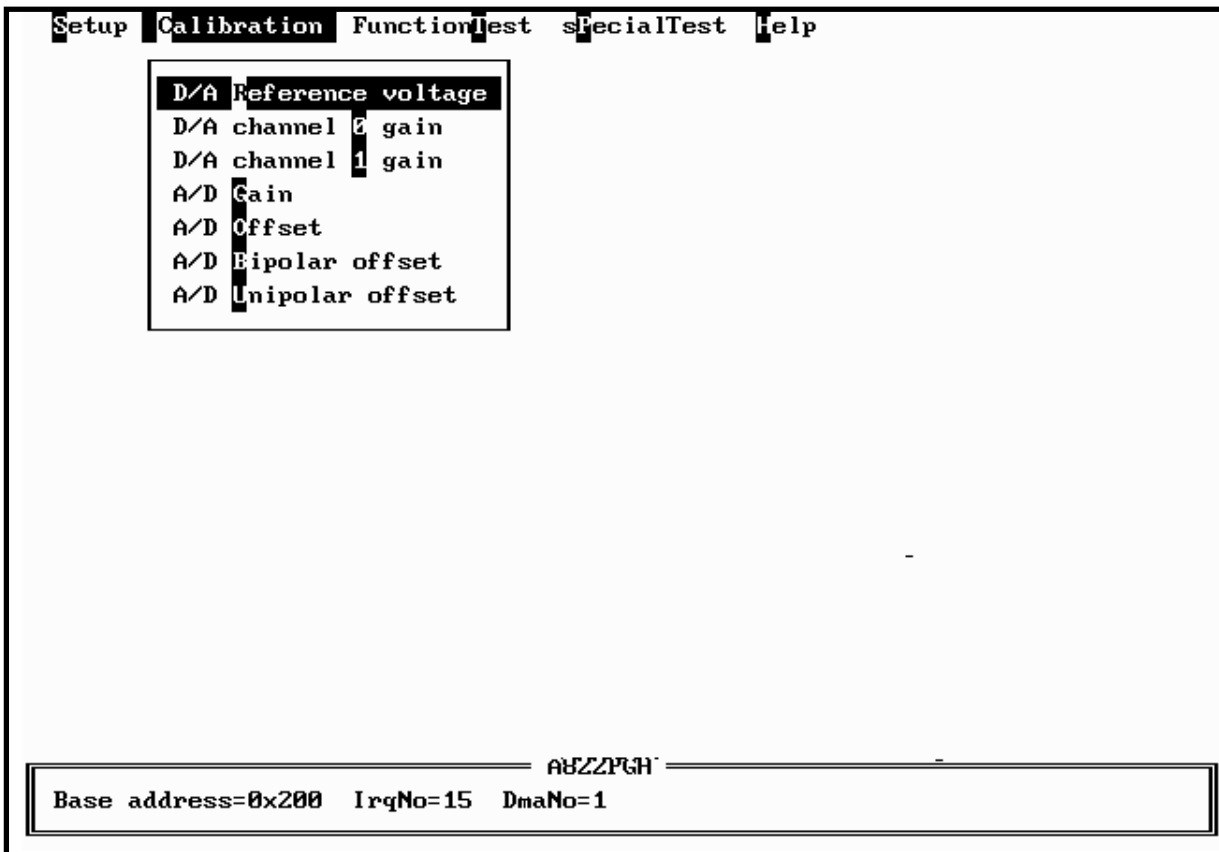 Setup Calibration FunctionTest sPecialTest Help
D/A Reference voltage
D/A channel 0 gain
D/A channel 1 gain
A/D Gain
A/D Offset
A/D Bipolar offset
A/D Unipolar offset
Base address=0x200 IrqNo=15 DmaNo=1